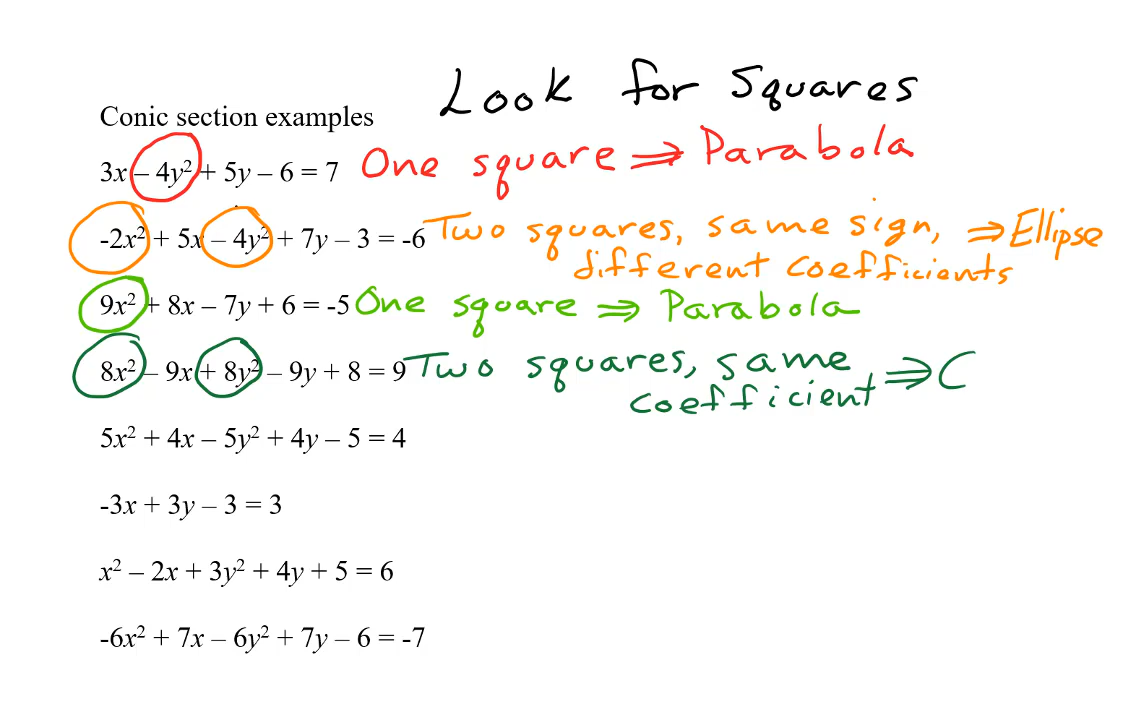 Look for Squares
Conic section examples
3x – 4y² + 5y – 6 = 7 One square ⇒ Parabola
-2x² + 5x – 4y² + 7y – 3 = -6 Two squares, same sign, ⇒ Ellipse
different coefficients
9x² + 8x – 7y + 6 = -5 One square ⇒ Parabola
8x² – 9x + 8y² – 9y + 8 = 9 Two squares, same ⇒ C
coefficient
5x² + 4x – 5y² + 4y – 5 = 4
-3x + 3y – 3 = 3
x² – 2x + 3y² + 4y + 5 = 6
-6x² + 7x – 6y² + 7y – 6 = -7